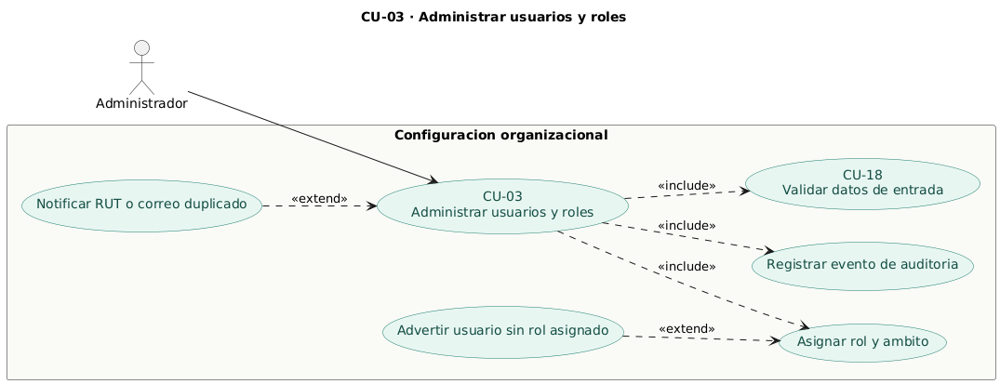 CU-03 · Administrar usuarios y roles
Administrador
Configuracion organizacional
Notificar RUT o correo duplicado
«extend»
CU-03
Administrar usuarios y roles
«include»
CU-18
Validar datos de entrada
«include»
Registrar evento de auditoria
«include»
Advertir usuario sin rol asignado
«extend»
Asignar rol y ambito